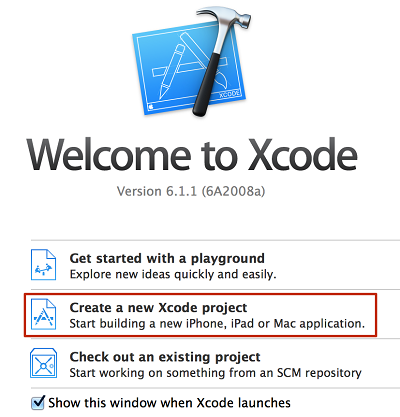 XCODE
Welcome to Xcode
Version 6.1.1 (6A2008a)
Get started with a playground
Explore new ideas quickly and easily.
Create a new Xcode project
Start building a new iPhone, iPad or Mac application.
Check out an existing project
Start working on something from an SCM repository
Show this window when Xcode launches